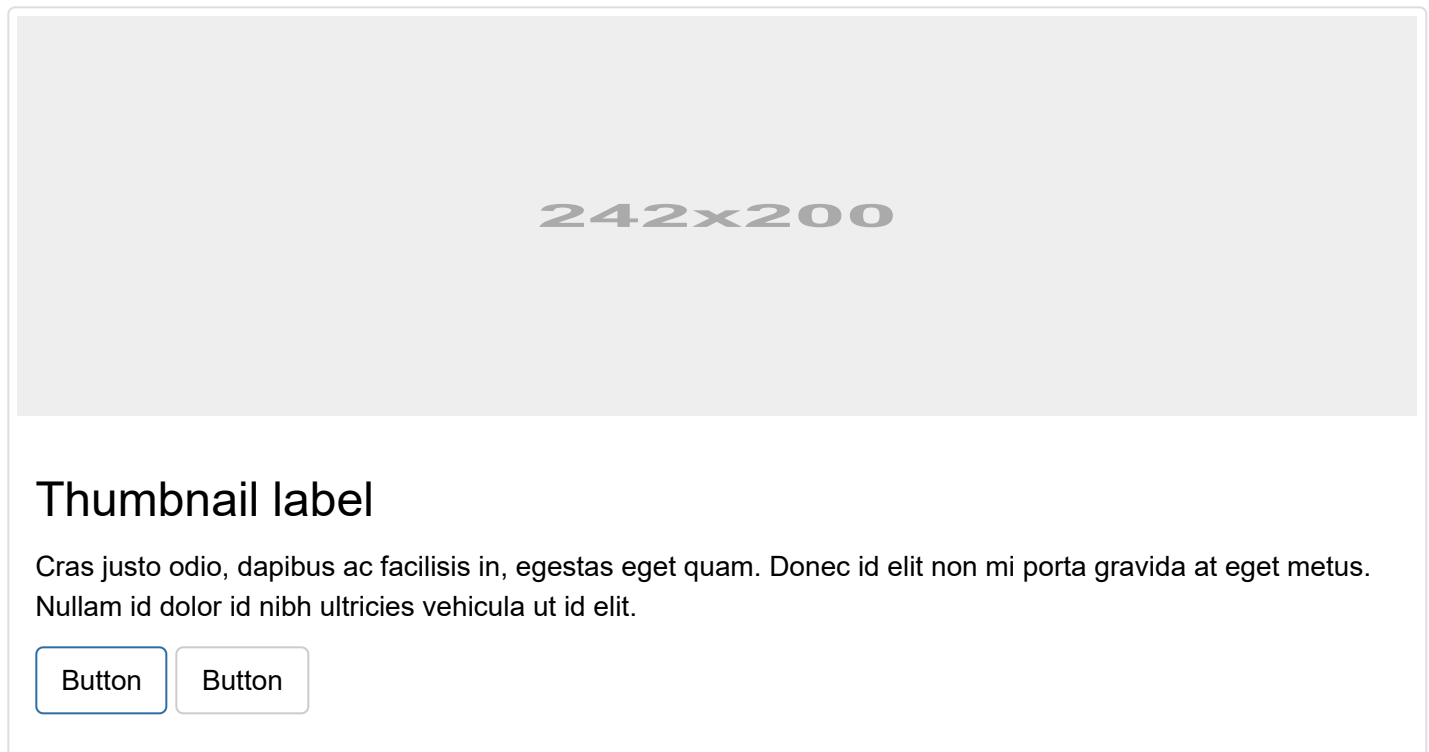 242x200
Thumbnail label
Cras justo odio, dapibus ac facilisis in, egestas eget quam. Donec id elit non mi porta gravida at eget metus.
Nullam id dolor id nibh ultricies vehicula ut id elit.
Button Button